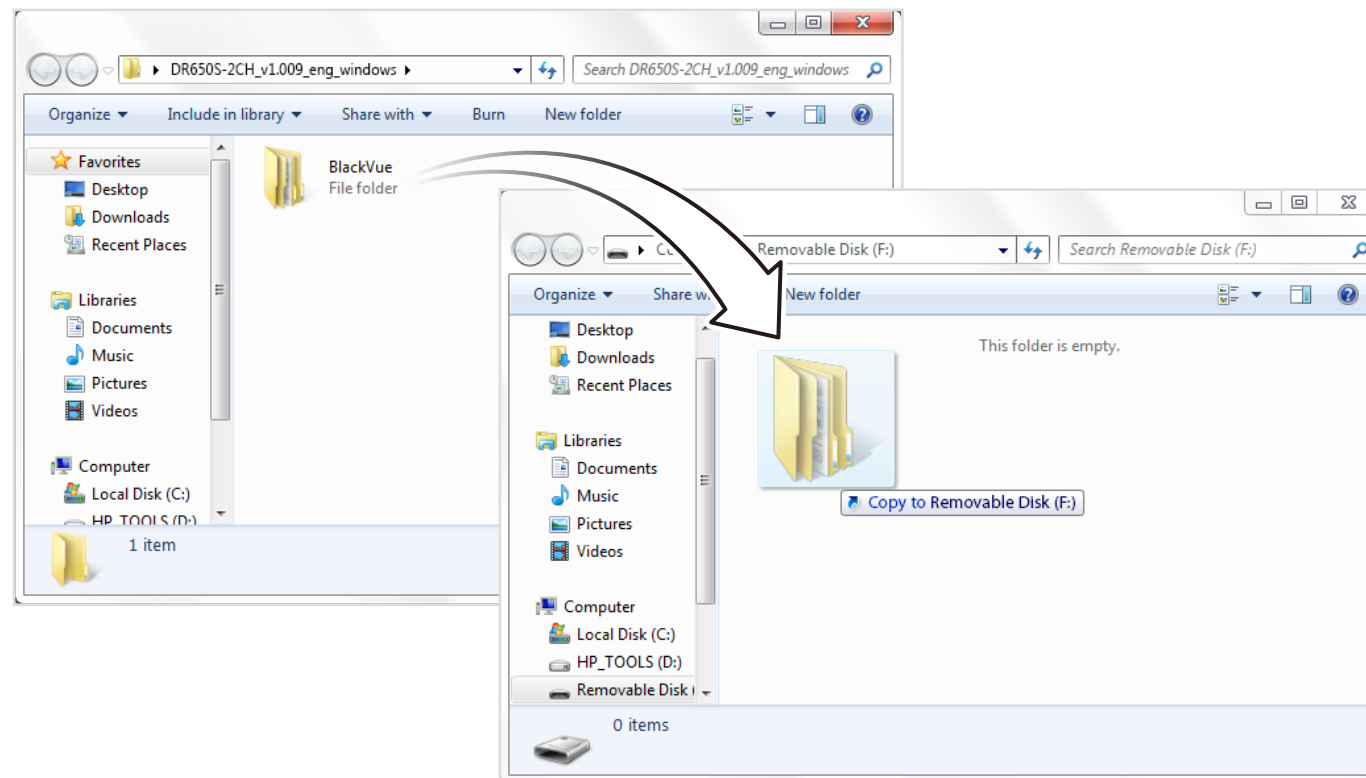 DR650S-2CH_v1.009_eng_windows
Search DR650S-2CH_v1.009_eng_windows
Organize Include in library Share with Burn New folder
Favorites
Desktop
Downloads
Recent Places
Libraries
Documents
Music
Pictures
Videos
Computer
Local Disk (C:)
HP_TOOLS (D:)
BlackVue
File folder
1 item
Removable Disk (F:)
Search Removable Disk (F:)
Organize Share New folder
Desktop
Downloads
Recent Places
Libraries
Documents
Music
Pictures
Videos
Computer
Local Disk (C:)
HP_TOOLS (D:)
Removable Disk (
This folder is empty.
Copy to Removable Disk (F:)
0 items